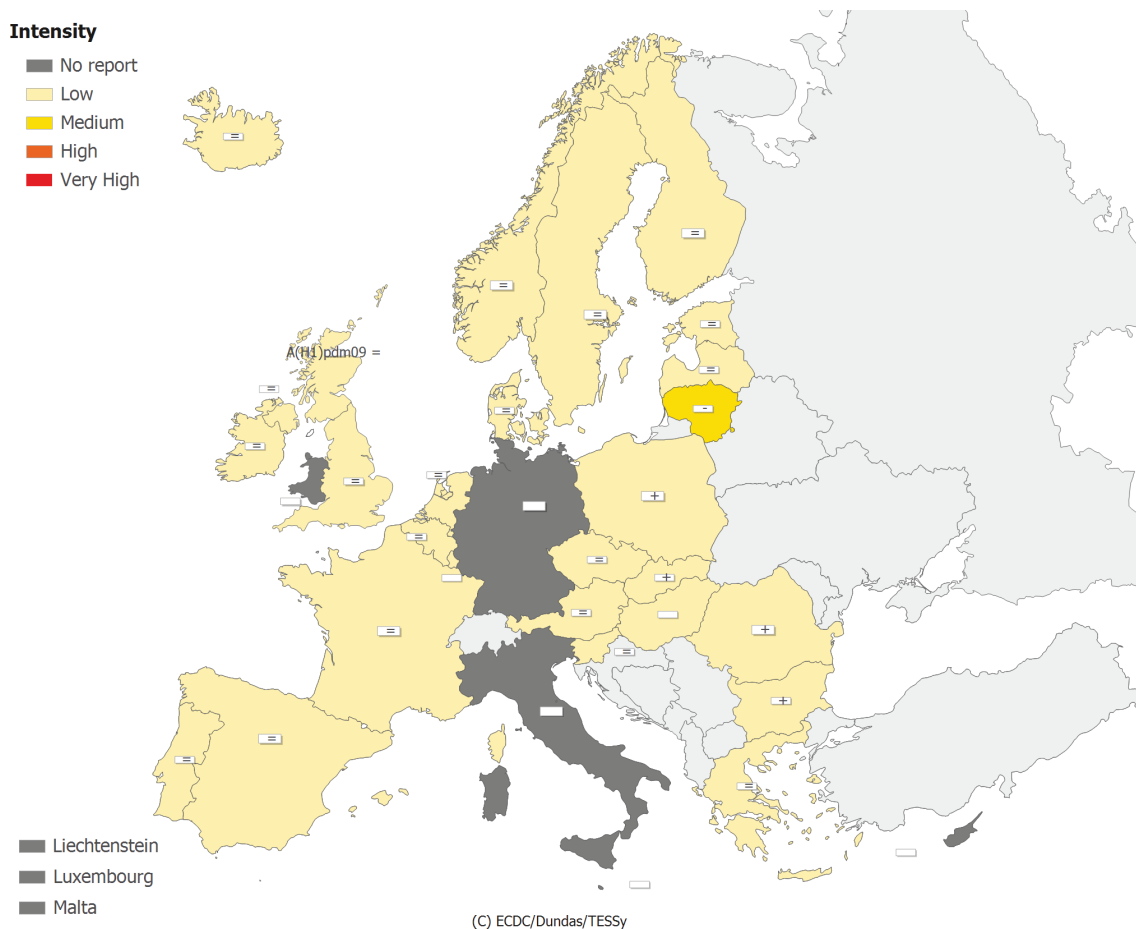 Intensity
No report
Low
Medium
High
Very High
=
=
=
=
=
A(H1)pdm09 =
=
=
=
-
=
=
=
+
=
=
+
=
=
+
=
+
=
=
=
Liechtenstein
Luxembourg
Malta
(C) ECDC/Dundas/TESSy